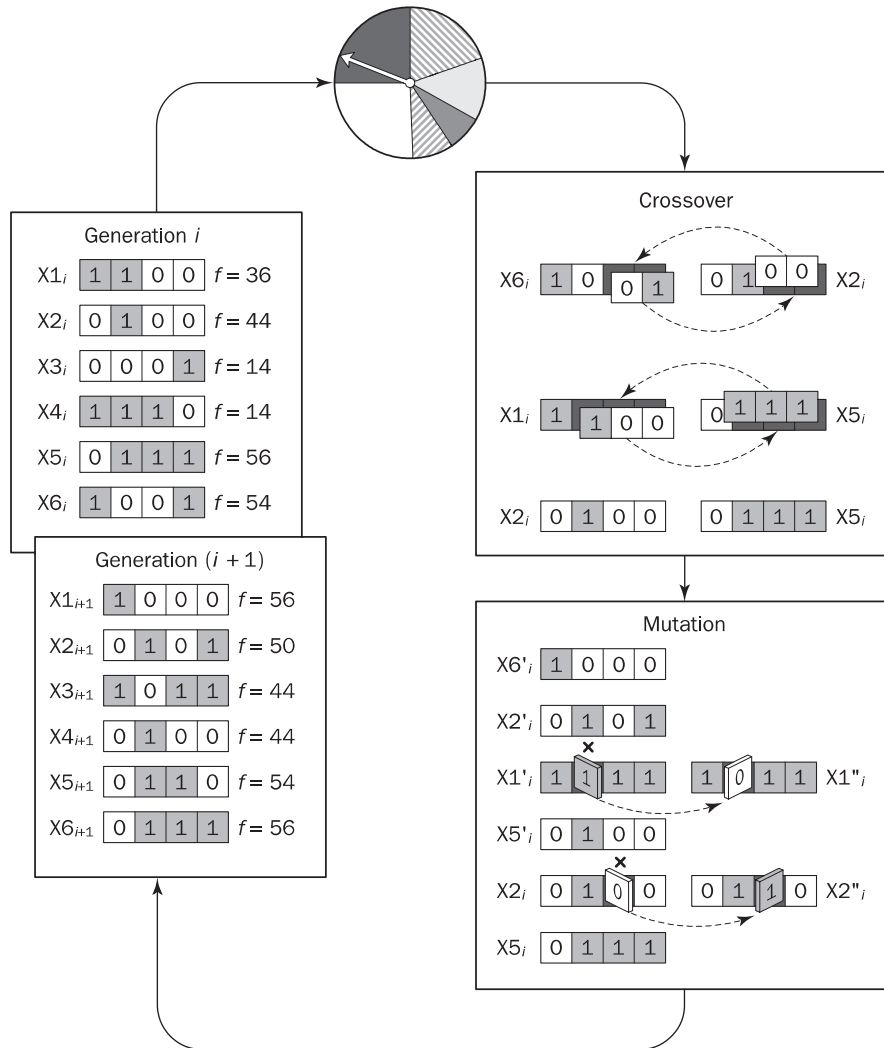 Generation i
X1i 1 1 0 0 f = 36
X2i 0 1 0 0 f = 44
X3i 0 0 0 1 f = 14
X4i 1 1 1 0 f = 14
X5i 0 1 1 1 f = 56
X6i 1 0 0 1 f = 54
Generation (i + 1)
X1i+1 1 0 0 0 f = 56
X2i+1 0 1 0 1 f = 50
X3i+1 1 0 1 1 f = 44
X4i+1 0 1 0 0 f = 44
X5i+1 0 1 1 0 f = 54
X6i+1 0 1 1 1 f = 56
Crossover
X6i 1 0 0 1 0 1 0 0 X2i
X1i 1 1 0 0 0 1 1 1 X5i
X2i 0 1 0 0 0 1 1 1 X5i
Mutation
X6'i 1 0 0 0
X2'i 0 1 0 1
×
X1'i 1 1 1 1 1 0 1 1 X1"i
X5'i 0 1 0 0
×
X2i 0 1 0 0 0 1 1 0 X2"i
X5i 0 1 1 1